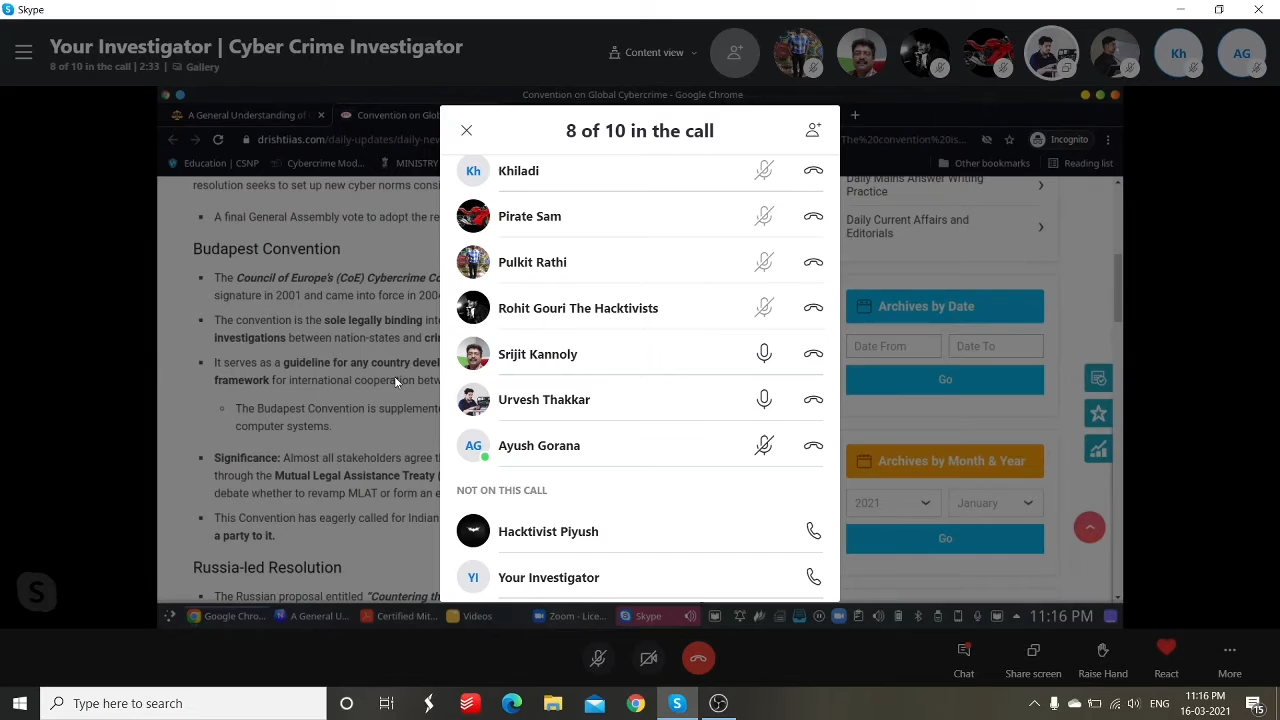 Skype
Your Investigator | Cyber Crime Investigator
8 of 10 in the call | 2:33 | Gallery
Content view
Kh
AG
Convention on Global Cybercrime - Google Chrome
A General Understanding of
Convention on Glo
drishtiias.com/daily-updates/daily-new
The%20convention%20is...
Incognito
Education | CSNP
Cybercrime Mod...
MINISTRY
Other bookmarks
Reading list
8 of 10 in the call
Kh
Khiladi
Pirate Sam
Pulkit Rathi
Rohit Gouri The Hacktivists
Srijit Kannoly
Urvesh Thakkar
AG
Ayush Gorana
NOT ON THIS CALL
Hacktivist Piyush
YI
Your Investigator
resolution seeks to set up new cyber norms cons
A final General Assembly vote to adopt the re
Budapest Convention
The Council of Europe's (CoE) Cybercrime Co
signature in 2001 and came into force in 2004
The convention is the sole legally binding int
investigations between nation-states and crim
It serves as a guideline for any country devel
framework for international cooperation betw
The Budapest Convention is supplemente
computer systems.
Significance: Almost all stakeholders agree t
through the Mutual Legal Assistance Treaty (
debate whether to revamp MLAT or form an e
This Convention has eagerly called for Indian
a party to it.
Russia-led Resolution
The Russian proposal entitled "Countering th
Daily Mains Answer Writing
Practice
Daily Current Affairs and
Editorials
Archives by Date
Date From
Date To
Go
Archives by Month & Year
2021
January
Go
Google Chro...
A General U...
Certified Mit...
Videos
Zoom - Lice...
Skype
11:16 PM
Chat
Share screen
Raise Hand
React
More
Type here to search
ENG
11:16 PM
16-03-2021
15